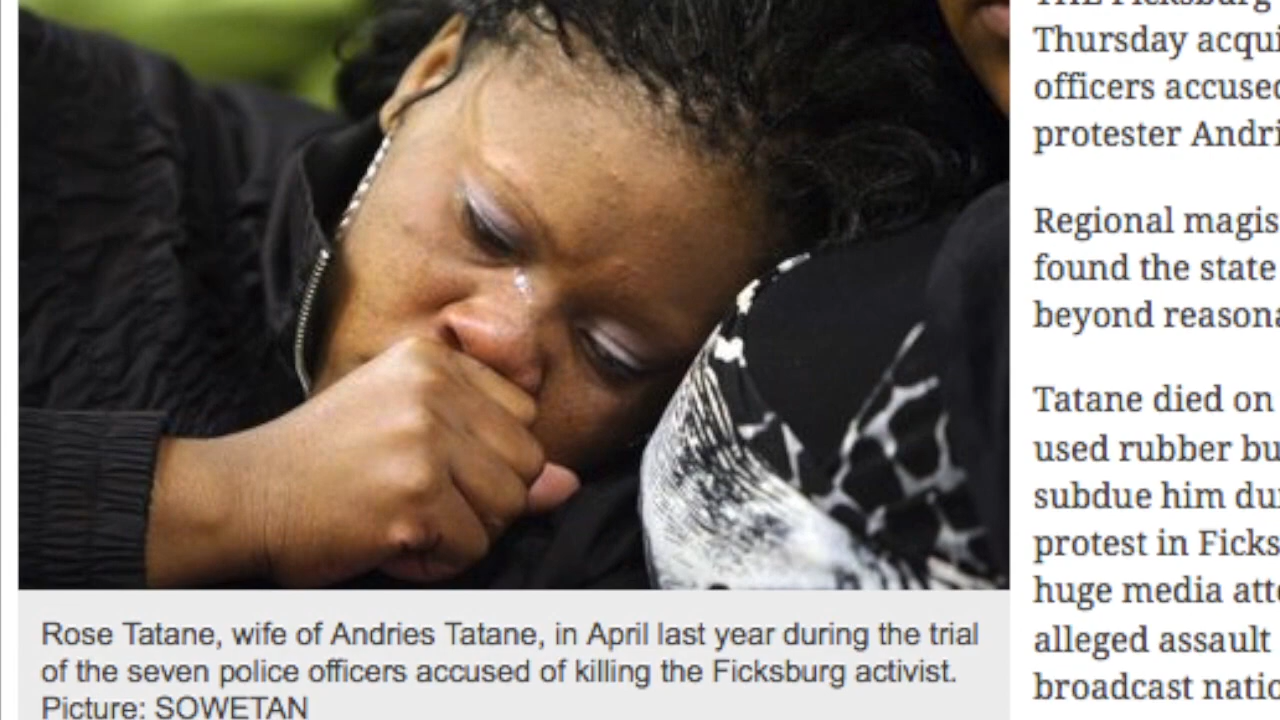 Rose Tatane, wife of Andries Tatane, in April last year during the trial
of the seven police officers accused of killing the Ficksburg activist.
Picture: SOWETAN
THE Ficksburg
Thursday acqui
officers accused
protester Andri
Regional magis
found the state
beyond reasona
Tatane died on
used rubber bu
subdue him du
protest in Ficks
huge media atte
alleged assault
broadcast natio